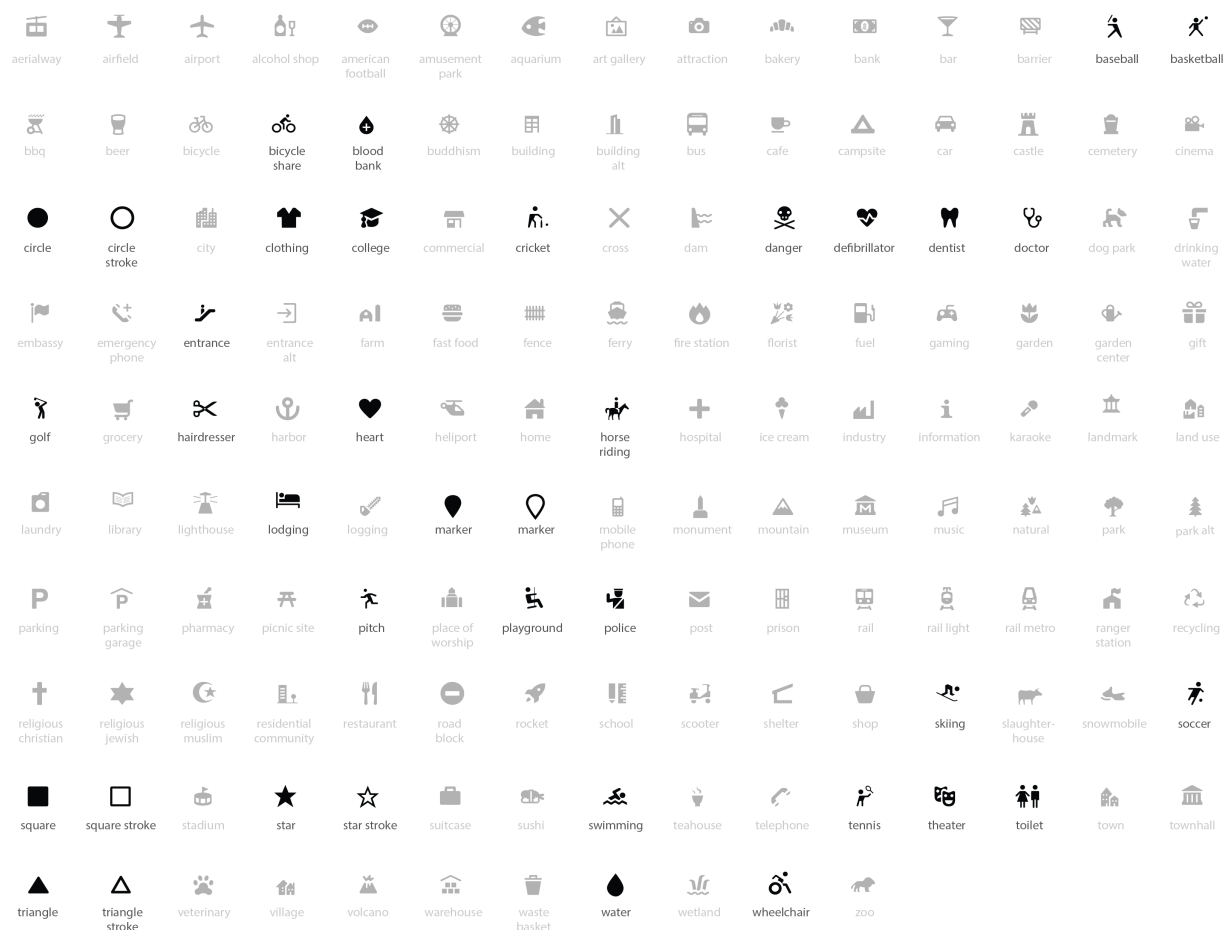 aerialway airfield airport alcohol shop american amusement aquarium art gallery attraction bakery bank bar barrier baseball basketball
football park
bbq beer bicycle bicycle blood buddhism building building bus cafe campsite car castle cemetery cinema
share bank alt
circle circle city clothing college commercial cricket cross dam danger defibrillator dentist doctor dog park drinking
stroke water
embassy emergency entrance entrance farm fast food fence ferry fire station florist fuel gaming garden garden gift
phone alt center
golf grocery hairdresser harbor heart heliport home horse hospital ice cream industry information karaoke landmark land use
riding
laundry library lighthouse lodging logging marker marker mobile monument mountain museum music natural park park alt
phone
parking parking pharmacy picnic site pitch place of playground police post prison rail rail light rail metro ranger recycling
garage worship station
religious religious religious residential restaurant road rocket school scooter shelter shop skiing slaughter- snowmobile soccer
christian jewish muslim community block house
square square stroke stadium star star stroke suitcase sushi swimming teahouse telephone tennis theater toilet town townhall
triangle triangle veterinary village volcano warehouse waste water wetland wheelchair zoo
stroke basket